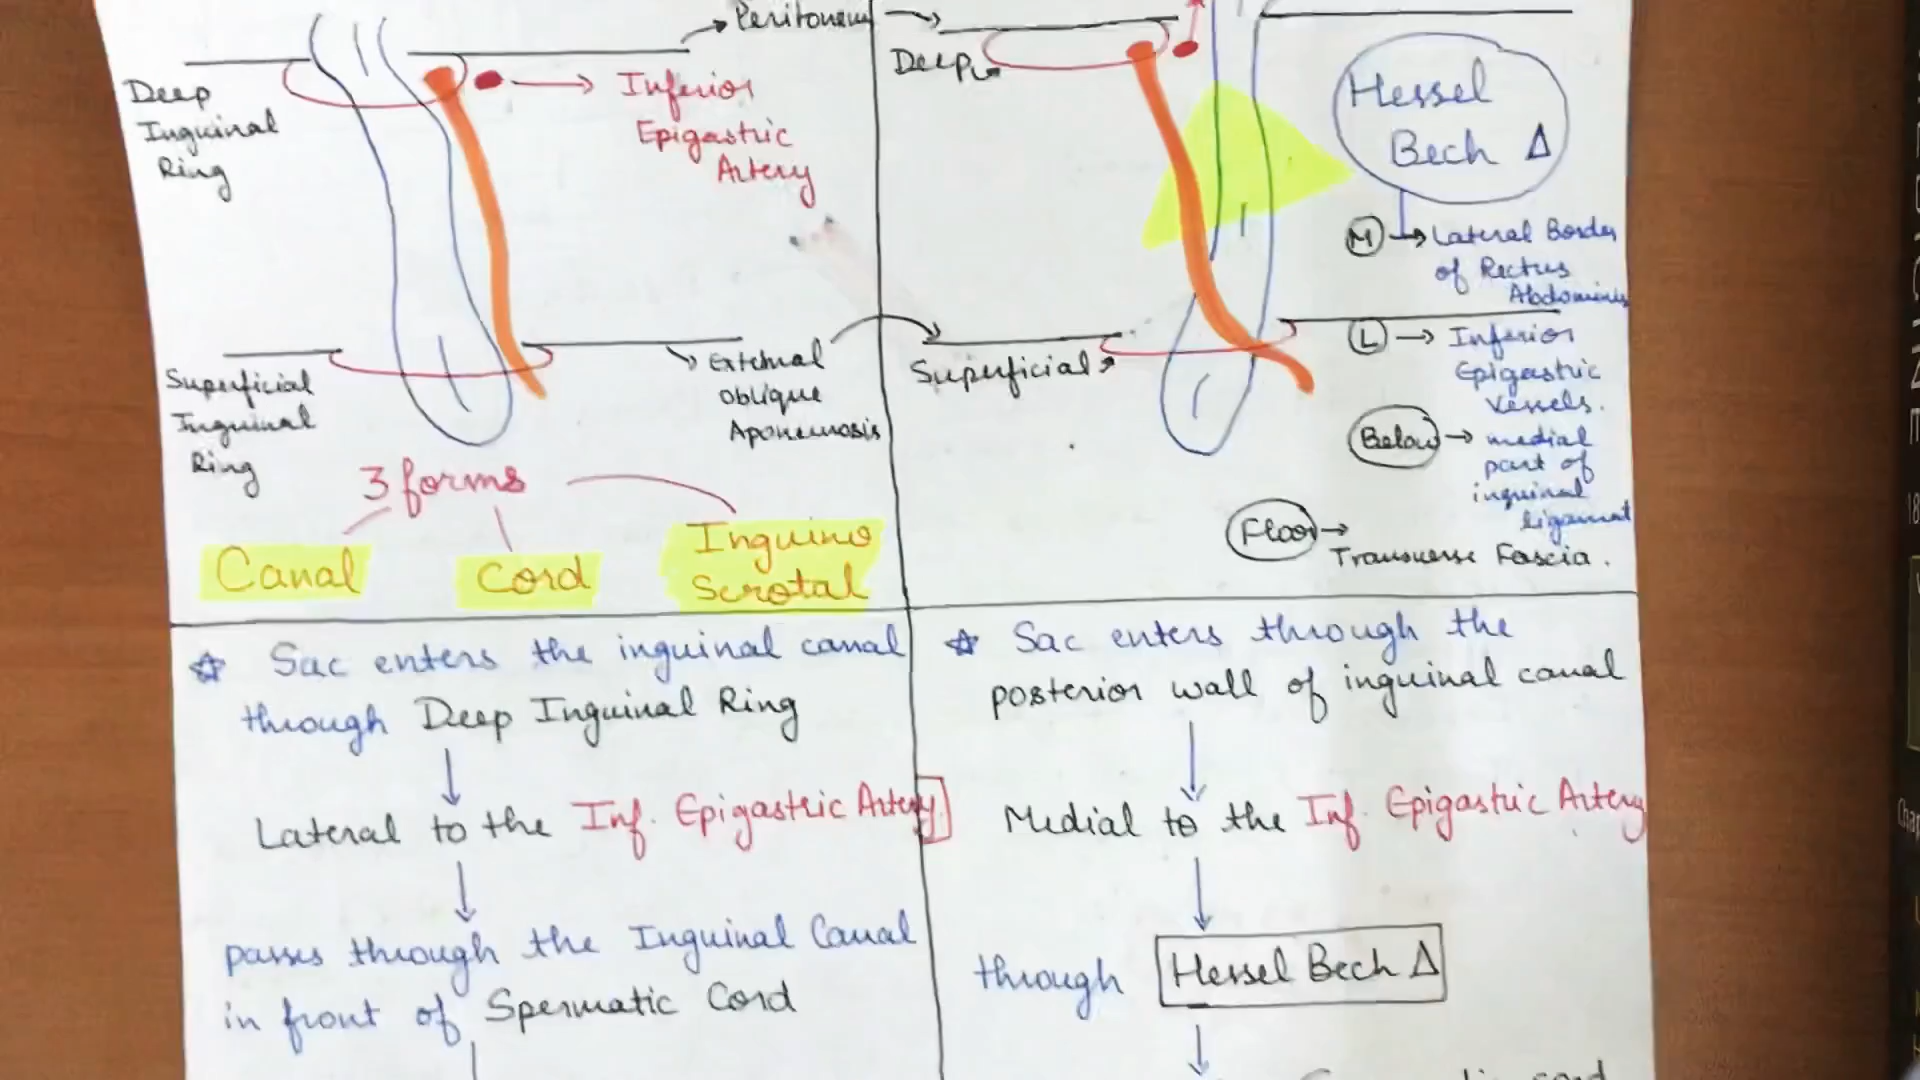 Peritoneum
Deep
Inguinal
Ring
Inferior
Epigastric
Artery
Superficial
Inguinal
Ring
External
oblique
Aponeurosis
3 forms
Canal
Cord
Inguino
Scrotal
Deep
Hessel
Bech Δ
M → Lateral Border
of Rectus
Abdominis
L → Inferior
Epigastric
Vessels.
Below → medial
part of
inguinal
ligament
Superficial
Floor →
Transverse Fascia.
☆ Sac enters the inguinal canal
through Deep Inguinal Ring
↓
Lateral to the Inf. Epigastric Artery
↓
passes through the Inguinal Canal
in front of Spermatic Cord
☆ Sac enters through the
posterior wall of inguinal canal
↓
Medial to the Inf. Epigastric Artery
↓
through Hessel Bech Δ
↓